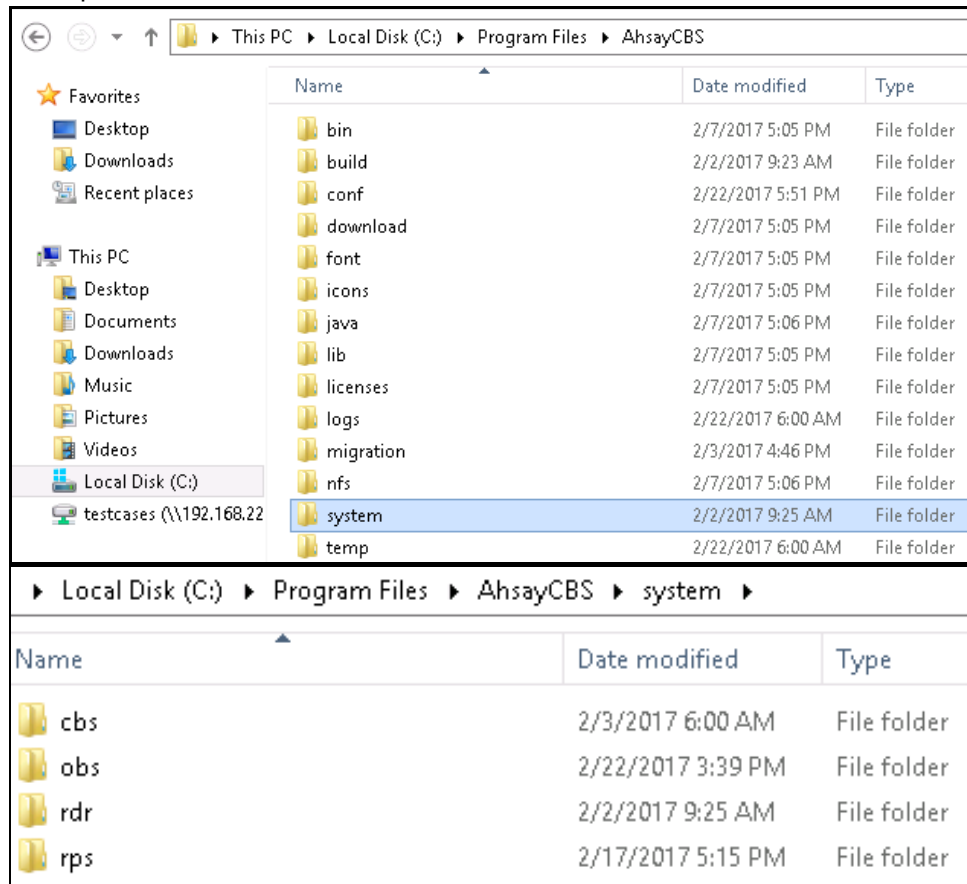 This PC Local Disk (C:) Program Files AhsayCBS
Name Date modified Type
Favorites
Desktop
Downloads
Recent places
This PC
Desktop
Documents
Downloads
Music
Pictures
Videos
Local Disk (C:)
testcases (\\192.168.22
bin 2/7/2017 5:05 PM File folder
build 2/2/2017 9:23 AM File folder
conf 2/22/2017 5:51 PM File folder
download 2/7/2017 5:05 PM File folder
font 2/7/2017 5:05 PM File folder
icons 2/7/2017 5:05 PM File folder
java 2/7/2017 5:06 PM File folder
lib 2/7/2017 5:05 PM File folder
licenses 2/7/2017 5:05 PM File folder
logs 2/22/2017 6:00 AM File folder
migration 2/3/2017 4:46 PM File folder
nfs 2/7/2017 5:06 PM File folder
system 2/2/2017 9:25 AM File folder
temp 2/22/2017 6:00 AM File folder
Local Disk (C:) Program Files AhsayCBS system
Name Date modified Type
cbs 2/3/2017 6:00 AM File folder
obs 2/22/2017 3:39 PM File folder
rdr 2/2/2017 9:25 AM File folder
rps 2/17/2017 5:15 PM File folder